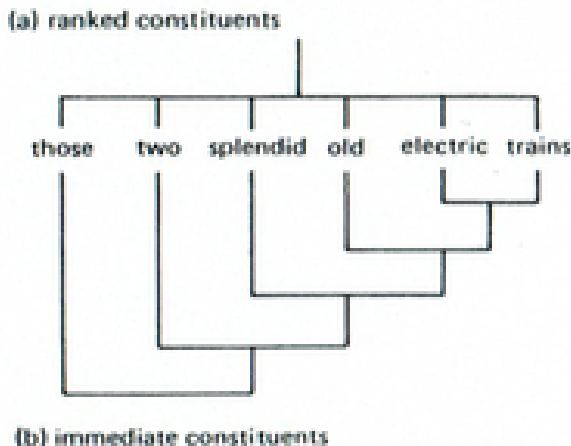 (a) ranked constituents
those two splendid old electric trains
(b) immediate constituents